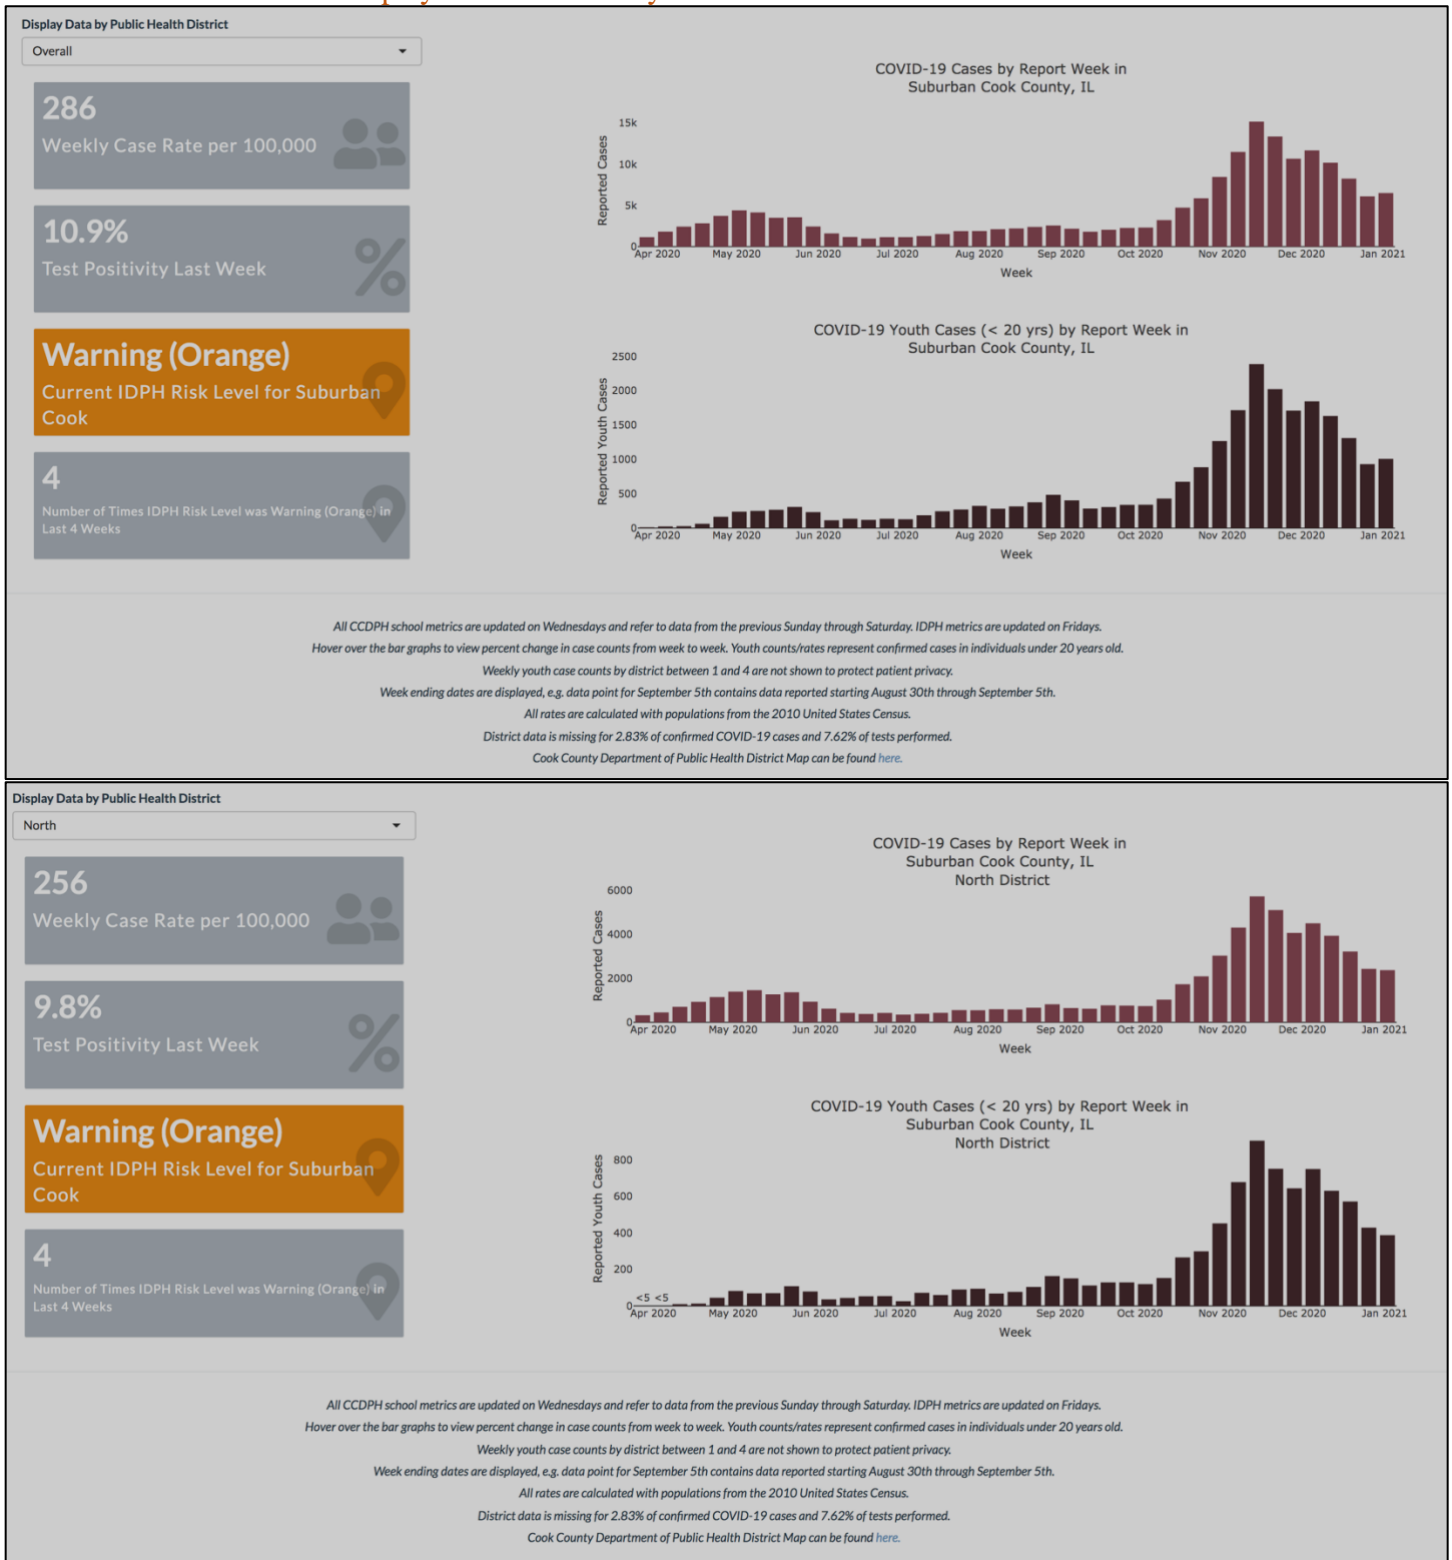 Display Data by Public Health District
Overall
286
Weekly Case Rate per 100,000
10.9%
Test Positivity Last Week
%
Warning (Orange)
Current IDPH Risk Level for Suburban
Cook
4
Number of Times IDPH Risk Level was Warning (Orange) in
Last 4 Weeks
COVID-19 Cases by Report Week in
Suburban Cook County, IL
Reported Cases
15k
10k
5k
0
Apr 2020 May 2020 Jun 2020 Jul 2020 Aug 2020 Sep 2020 Oct 2020 Nov 2020 Dec 2020 Jan 2021
Week
COVID-19 Youth Cases (< 20 yrs) by Report Week in
Suburban Cook County, IL
Reported Youth Cases
2500
2000
1500
1000
500
0
Apr 2020 May 2020 Jun 2020 Jul 2020 Aug 2020 Sep 2020 Oct 2020 Nov 2020 Dec 2020 Jan 2021
Week
All CCDPH school metrics are updated on Wednesdays and refer to data from the previous Sunday through Saturday. IDPH metrics are updated on Fridays.
Hover over the bar graphs to view percent change in case counts from week to week. Youth counts/rates represent confirmed cases in individuals under 20 years old.
Weekly youth case counts by district between 1 and 4 are not shown to protect patient privacy.
Week ending dates are displayed, e.g. data point for September 5th contains data reported starting August 30th through September 5th.
All rates are calculated with populations from the 2010 United States Census.
District data is missing for 2.83% of confirmed COVID-19 cases and 7.62% of tests performed.
Cook County Department of Public Health District Map can be found here.
Display Data by Public Health District
North
256
Weekly Case Rate per 100,000
9.8%
Test Positivity Last Week
%
Warning (Orange)
Current IDPH Risk Level for Suburban
Cook
4
Number of Times IDPH Risk Level was Warning (Orange) in
Last 4 Weeks
COVID-19 Cases by Report Week in
Suburban Cook County, IL
North District
Reported Cases
6000
4000
2000
0
Apr 2020 May 2020 Jun 2020 Jul 2020 Aug 2020 Sep 2020 Oct 2020 Nov 2020 Dec 2020 Jan 2021
Week
COVID-19 Youth Cases (< 20 yrs) by Report Week in
Suburban Cook County, IL
North District
Reported Youth Cases
800
600
400
200
0
<5 <5
Apr 2020 May 2020 Jun 2020 Jul 2020 Aug 2020 Sep 2020 Oct 2020 Nov 2020 Dec 2020 Jan 2021
Week
All CCDPH school metrics are updated on Wednesdays and refer to data from the previous Sunday through Saturday. IDPH metrics are updated on Fridays.
Hover over the bar graphs to view percent change in case counts from week to week. Youth counts/rates represent confirmed cases in individuals under 20 years old.
Weekly youth case counts by district between 1 and 4 are not shown to protect patient privacy.
Week ending dates are displayed, e.g. data point for September 5th contains data reported starting August 30th through September 5th.
All rates are calculated with populations from the 2010 United States Census.
District data is missing for 2.83% of confirmed COVID-19 cases and 7.62% of tests performed.
Cook County Department of Public Health District Map can be found here.